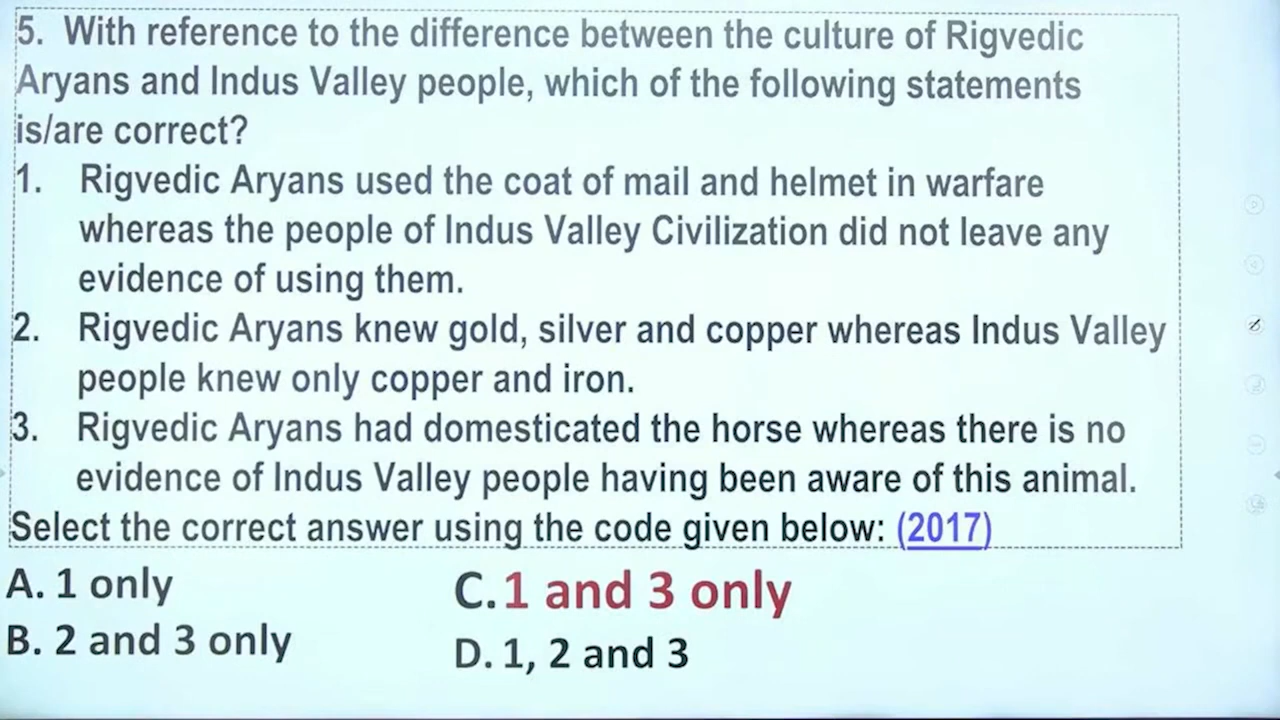 5. With reference to the difference between the culture of Rigvedic
Aryans and Indus Valley people, which of the following statements
is/are correct?
1. Rigvedic Aryans used the coat of mail and helmet in warfare
whereas the people of Indus Valley Civilization did not leave any
evidence of using them.
2. Rigvedic Aryans knew gold, silver and copper whereas Indus Valley
people knew only copper and iron.
3. Rigvedic Aryans had domesticated the horse whereas there is no
evidence of Indus Valley people having been aware of this animal.
Select the correct answer using the code given below: (2017)
A. 1 only
B. 2 and 3 only
C. 1 and 3 only
D. 1, 2 and 3